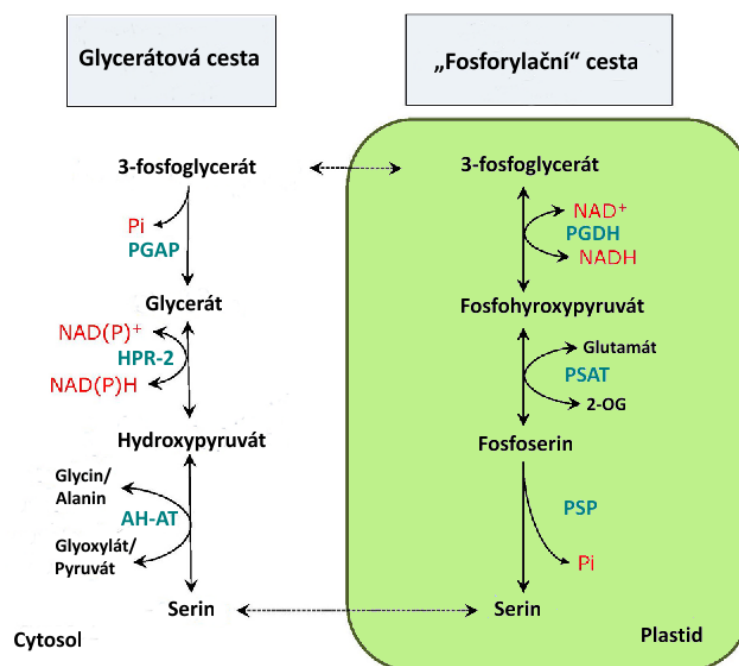 Glycerátová cesta
„Fosforylační“ cesta
3-fosfoglycerát
Pi
PGAP
Glycerát
NAD(P)⁺
HPR-2
NAD(P)H
Hydroxypyruvát
Glycin/
Alanin
AH-AT
Glyoxylát/
Pyruvát
Serin
Cytosol
3-fosfoglycerát
NAD⁺
PGDH
NADH
Fosfohyroxypyruvát
Glutamát
PSAT
2-OG
Fosfoserin
PSP
Pi
Serin
Plastid